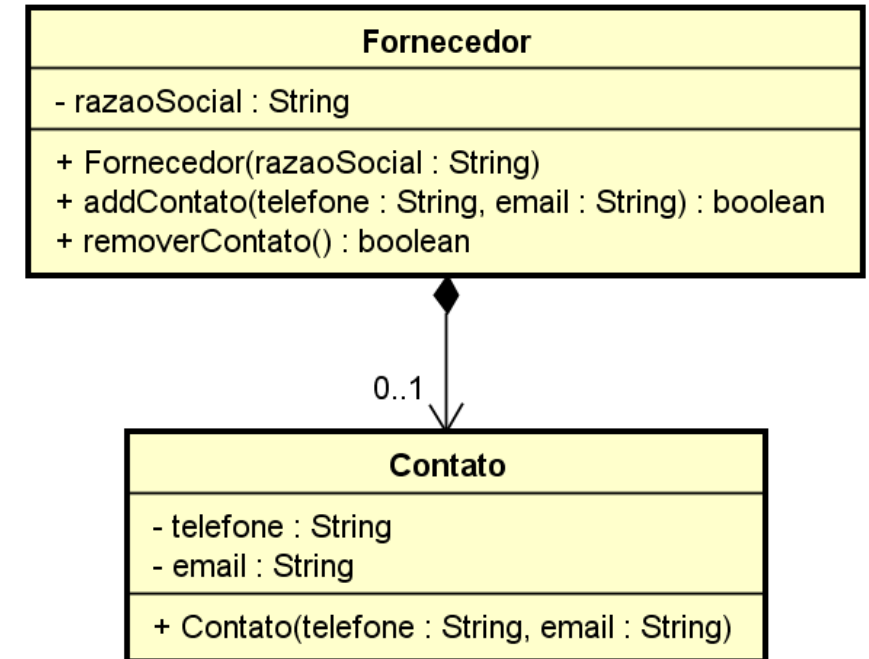 Fornecedor
- razaoSocial : String
+ Fornecedor(razaoSocial : String)
+ addContato(telefone : String, email : String) : boolean
+ removerContato() : boolean
0..1
Contato
- telefone : String
- email : String
+ Contato(telefone : String, email : String)